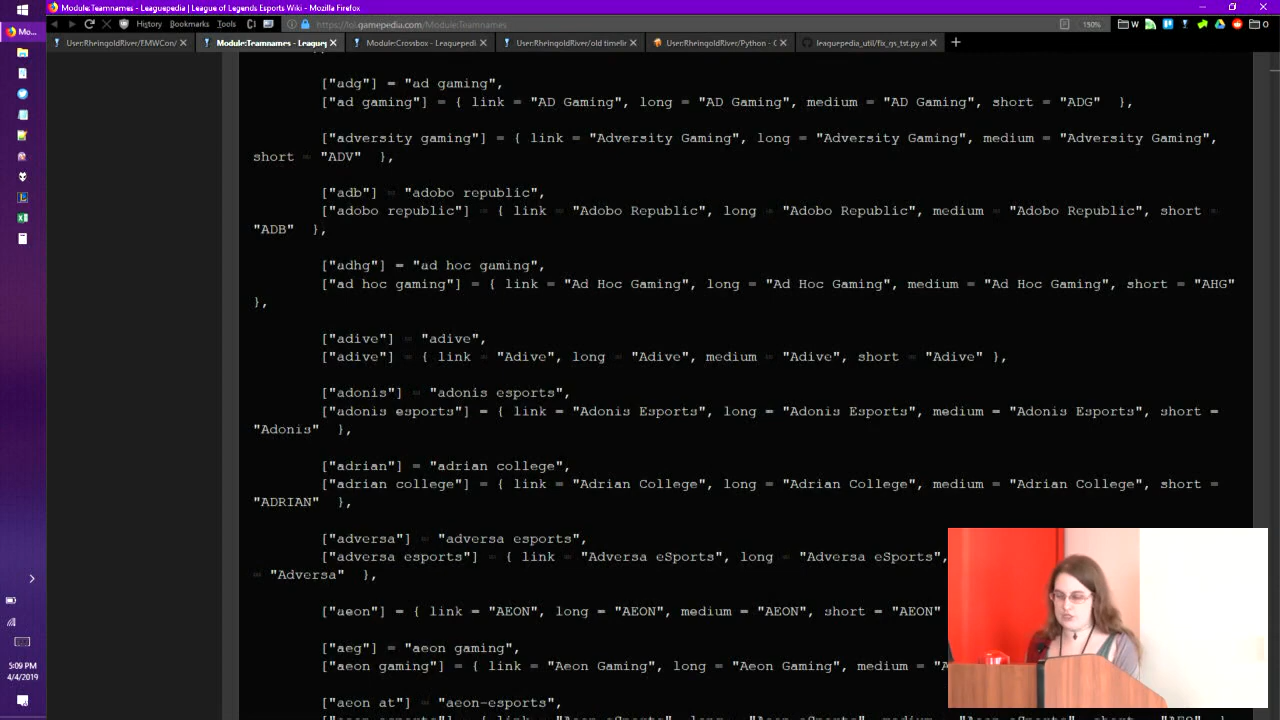 Module:Teamnames - Leaguepedia | League of Legends Esports Wiki - Mozilla Firefox
Mo... History Bookmarks Tools https://lol.gamepedia.com/Module:Teamnames 150% W W O
User:RheingoldRiver/EMWCon/ Module:Teamnames - Leagues Module:Crossbox - Leaguepedi User:RheingoldRiver/old timelin User:RheingoldRiver/Python - C leaguepedia_util/fix_gs_tst.py at
["adg"] = "ad gaming",
["ad gaming"] = { link = "AD Gaming", long = "AD Gaming", medium = "AD Gaming", short = "ADG" },
["adversity gaming"] = { link = "Adversity Gaming", long = "Adversity Gaming", medium = "Adversity Gaming",
short = "ADV" },
["adb"] = "adobo republic",
["adobo republic"] = { link = "Adobo Republic", long = "Adobo Republic", medium = "Adobo Republic", short =
"ADB" },
["adhg"] = "ad hoc gaming",
["ad hoc gaming"] = { link = "Ad Hoc Gaming", long = "Ad Hoc Gaming", medium = "Ad Hoc Gaming", short = "AHG"
},
["adive"] = "adive",
["adive"] = { link = "Adive", long = "Adive", medium = "Adive", short = "Adive" },
["adonis"] = "adonis esports",
["adonis esports"] = { link = "Adonis Esports", long = "Adonis Esports", medium = "Adonis Esports", short =
"Adonis" },
["adrian"] = "adrian college",
["adrian college"] = { link = "Adrian College", long = "Adrian College", medium = "Adrian College", short =
"ADRIAN" },
["adversa"] = "adversa esports",
["adversa esports"] = { link = "Adversa eSports", long = "Adversa eSports",
= "Adversa" },
["aeon"] = { link = "AEON", long = "AEON", medium = "AEON", short = "AEON"
["aeg"] = "aeon gaming",
["aeon gaming"] = { link = "Aeon Gaming", long = "Aeon Gaming", medium =
["aeon at"] = "aeon-esports",
5:09 PM
4/4/2019